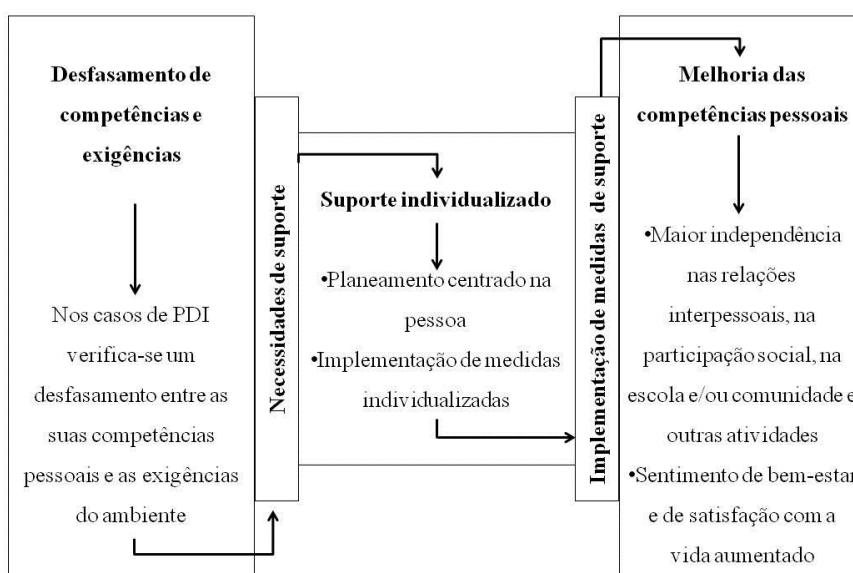 Desfasamento de
competências e
exigências
Nos casos de PDI
verifica-se um
desfasamento entre as
suas competências
pessoais e as exigências
do ambiente
Necessidades de suporte
Suporte individualizado
•Planeamento centrado na
pessoa
•Implementação de medidas
individualizadas
Implementação de medidas de suporte
Melhoria das
competências pessoais
•Maior independência
nas relações
interpessoais, na
participação social, na
escola e/ou comunidade e
outras atividades
•Sentimento de bem-estar
e de satisfação com a
vida aumentado